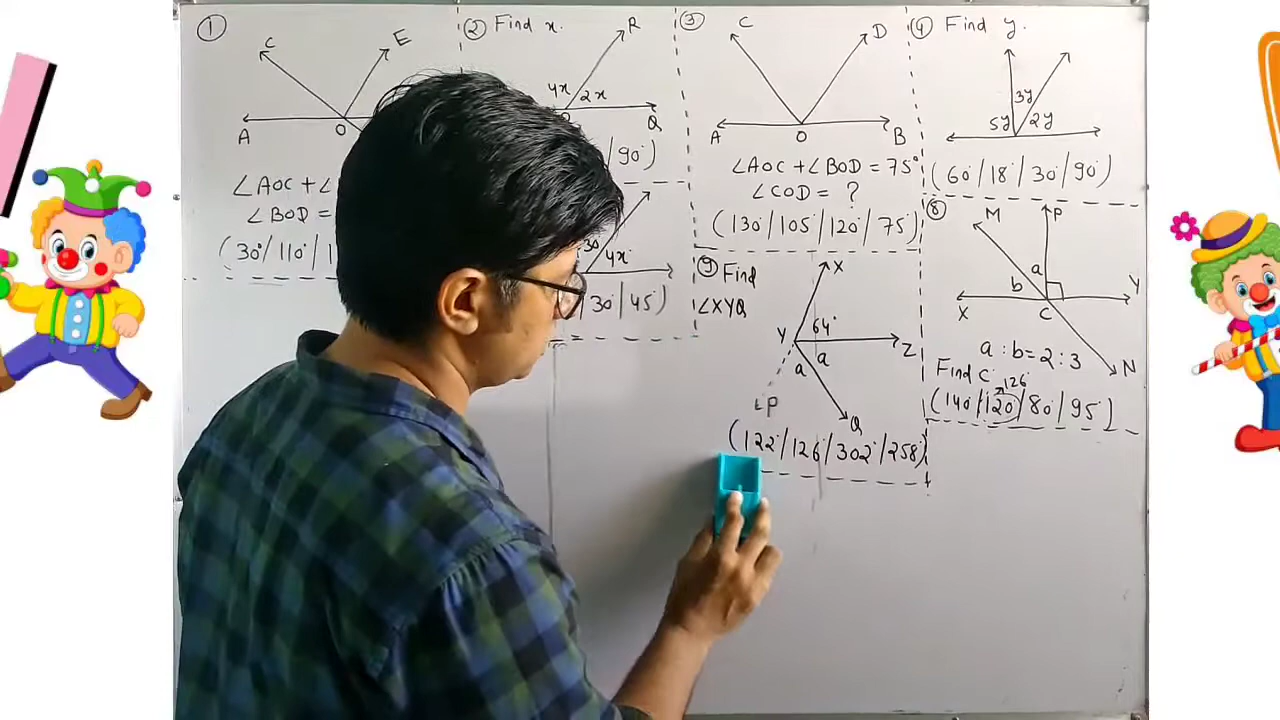 ①
C
E
A
O
∠AOC + ∠
∠BOD =
(30°/110°/1
② Find x.
R
4x
2x
Q
/90°)
30
4x
/30°/45°)
③
C
D
A
O
B
∠AOC + ∠BOD = 75°
∠COD = ?
(130°/105°/120°/75°)
④ Find y.
3y
5y
2y
(60°/18°/30°/90°)
⑨ Find
∠XYQ
X
Y
64°
Z
a
a
P
Q
(122°/126°/302°/258°)
⑧
M
P
a
b
Y
X
C
N
a : b = 2 : 3
Find c
126°
(140°/120°/80°/95°)